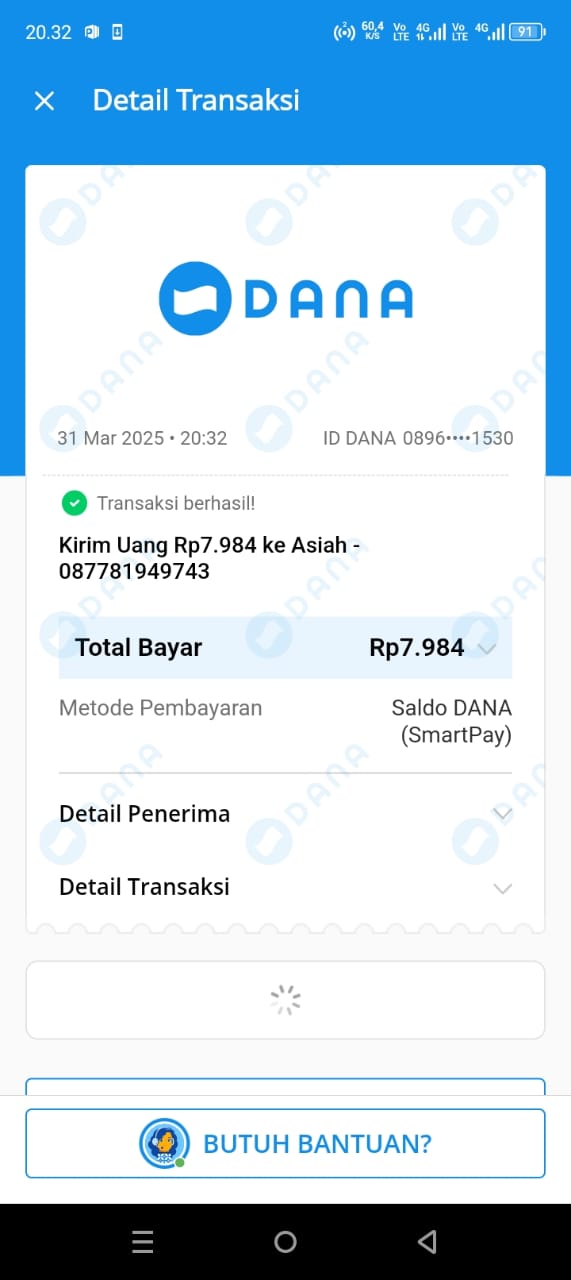 20.32
60,4 K/S
Vo LTE
4G
Vo LTE
4G
91
Detail Transaksi
DANA
31 Mar 2025 • 20:32
ID DANA 0896••••1530
Transaksi berhasil!
Kirim Uang Rp7.984 ke Asiah -
087781949743
Total Bayar
Rp7.984
Metode Pembayaran
Saldo DANA
(SmartPay)
Detail Penerima
Detail Transaksi
BUTUH BANTUAN?